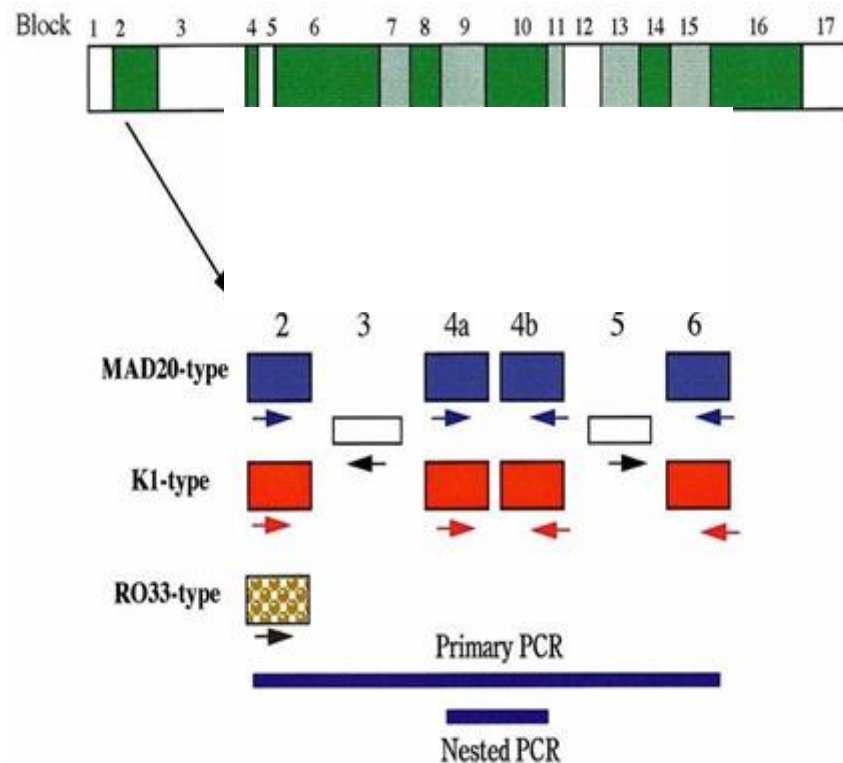 Block 1 2 3 4 5 6 7 8 9 10 11 12 13 14 15 16 17
2 3 4a 4b 5 6
MAD20-type
K1-type
RO33-type
Primary PCR
Nested PCR